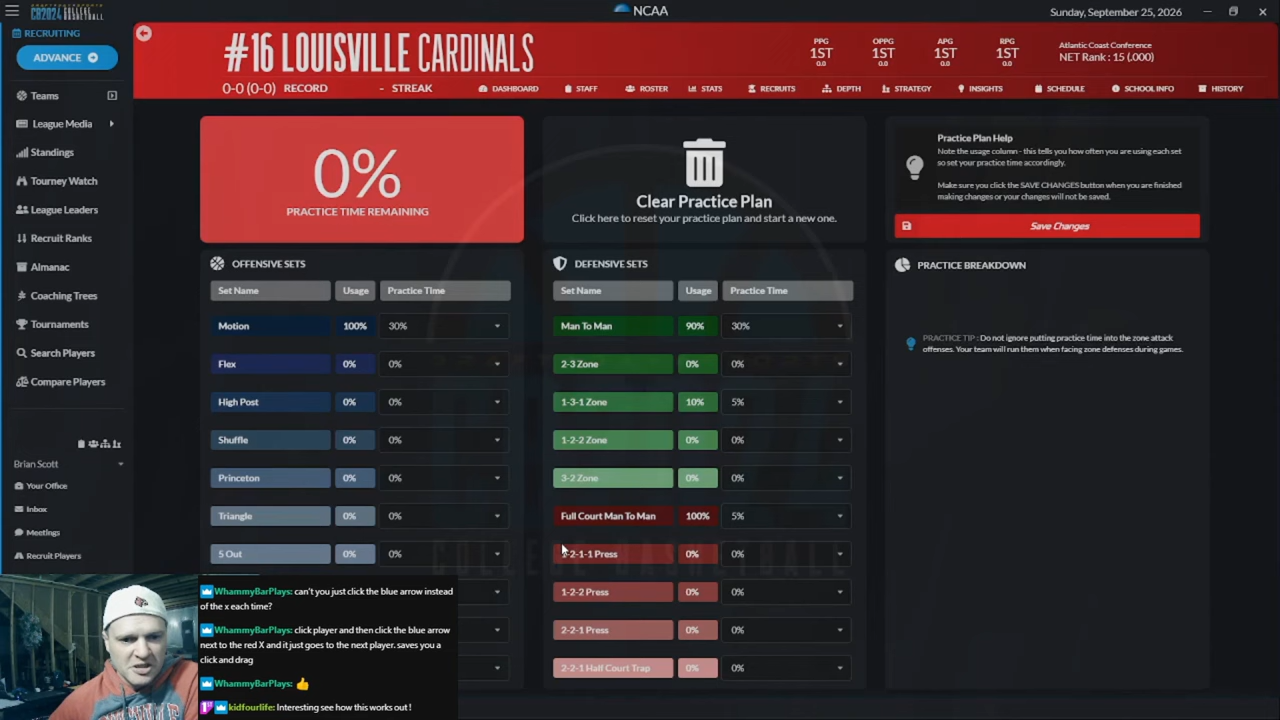 CB2024 COLLEGE BASKETBALL
NCAA
Sunday, September 25, 2026
RECRUITING
ADVANCE
#16 LOUISVILLE CARDINALS
PPG
1ST
0.0
OPPG
1ST
0.0
APG
1ST
0.0
RPG
1ST
0.0
Atlantic Coast Conference
NET Rank : 15 (.000)
0-0 (0-0) RECORD - STREAK
DASHBOARD STAFF ROSTER STATS RECRUITS DEPTH STRATEGY INSIGHTS SCHEDULE SCHOOL INFO HISTORY
Teams
League Media
Standings
Tourney Watch
League Leaders
Recruit Ranks
Almanac
Coaching Trees
Tournaments
Search Players
Compare Players
Brian Scott
Your Office
Inbox
Meetings
Recruit Players
0%
PRACTICE TIME REMAINING
Clear Practice Plan
Click here to reset your practice plan and start a new one.
Practice Plan Help
Note the usage column - this tells you how often you are using each set
so set your practice time accordingly.
Make sure you click the SAVE CHANGES button when you are finished
making changes or your changes will not be saved.
Save Changes
OFFENSIVE SETS
Set Name Usage Practice Time
Motion 100% 30%
Flex 0% 0%
High Post 0% 0%
Shuffle 0% 0%
Princeton 0% 0%
Triangle 0% 0%
5 Out 0% 0%
DEFENSIVE SETS
Set Name Usage Practice Time
Man To Man 90% 30%
2-3 Zone 0% 0%
1-3-1 Zone 10% 5%
1-2-2 Zone 0% 0%
3-2 Zone 0% 0%
Full Court Man To Man 100% 5%
-2-1-1 Press 0% 0%
1-2-2 Press 0% 0%
2-2-1 Press 0% 0%
2-2-1 Half Court Trap 0% 0%
PRACTICE BREAKDOWN
PRACTICE TIP : Do not ignore putting practice time into the zone attack
offenses. Your team will run them when facing zone defenses during games.
COLLEGE BASKETBALL
WhammyBarPlays: can't you just click the blue arrow instead
of the x each time?
WhammyBarPlays: click player and then click the blue arrow
next to the red X and it just goes to the next player. saves you a
click and drag
WhammyBarPlays: 👍
kidfourlife: Interesting see how this works out !